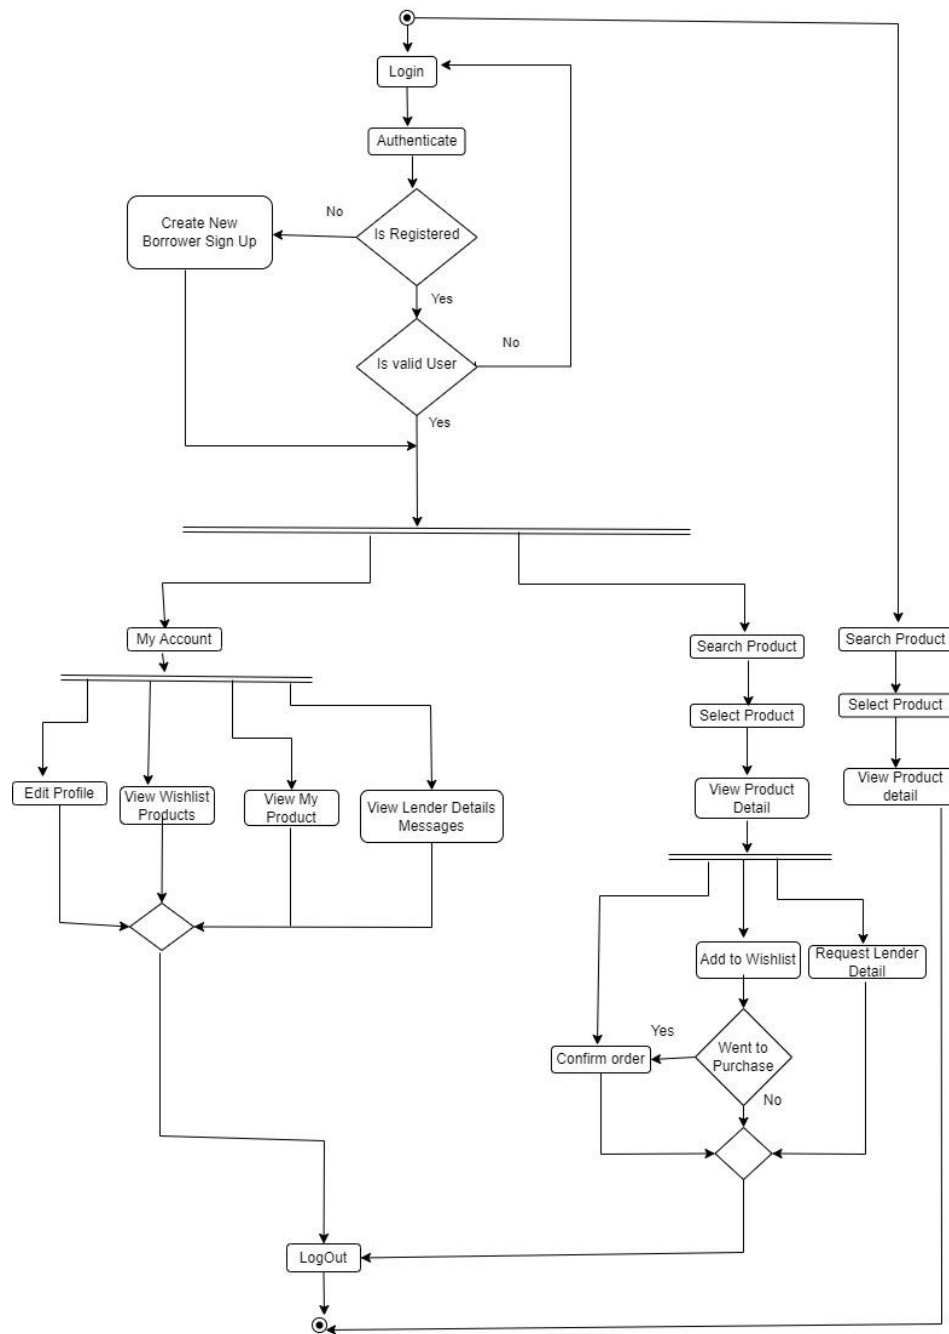 Login
Authenticate
No
Is Registered
Create New
Borrower Sign Up
Yes
No
Is valid User
Yes
My Account
Search Product
Search Product
Select Product
Select Product
Edit Profile
View Wishlist
Products
View My
Product
View Lender Details
Messages
View Product
Detail
View Product
detail
Add to Wishlist
Request Lender
Detail
Yes
Confirm order
Went to
Purchase
No
LogOut